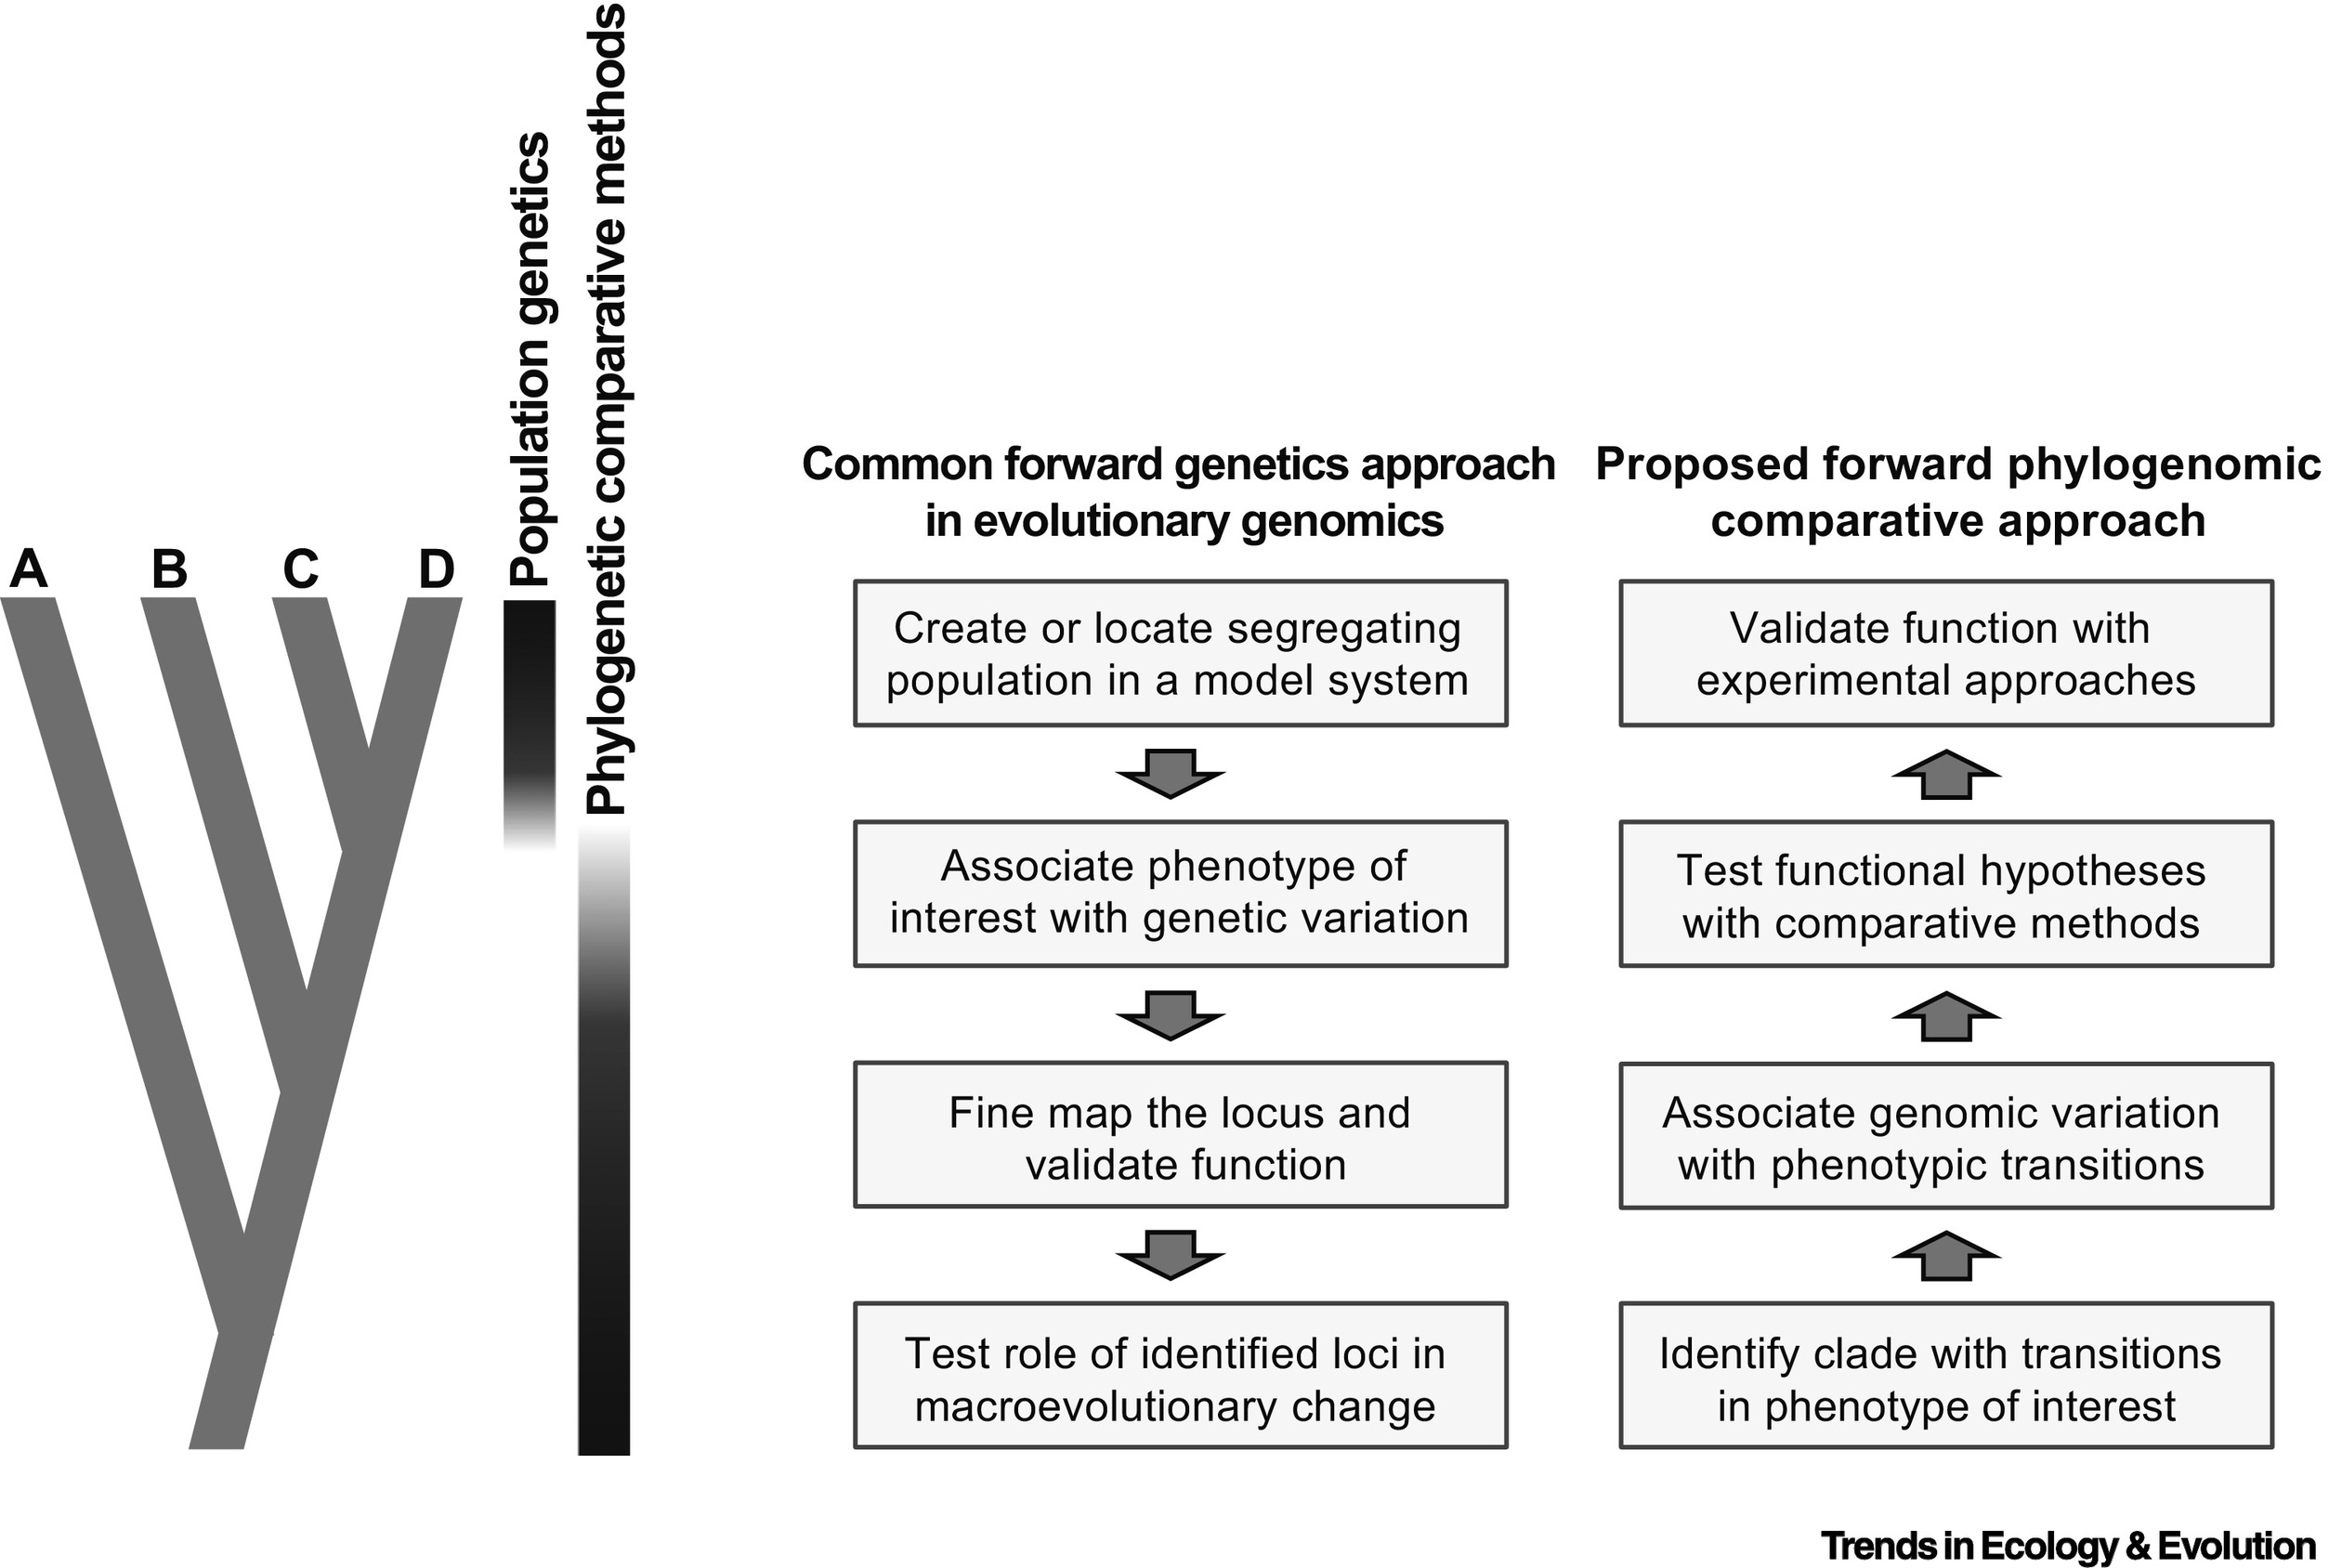 A
B
C
D
Population genetics
Phylogenetic comparative methods
Common forward genetics approach
in evolutionary genomics
Create or locate segregating
population in a model system
Associate phenotype of
interest with genetic variation
Fine map the locus and
validate function
Test role of identified loci in
macroevolutionary change
Proposed forward phylogenomic
comparative approach
Validate function with
experimental approaches
Test functional hypotheses
with comparative methods
Associate genomic variation
with phenotypic transitions
Identify clade with transitions
in phenotype of interest
Trends in Ecology & Evolution